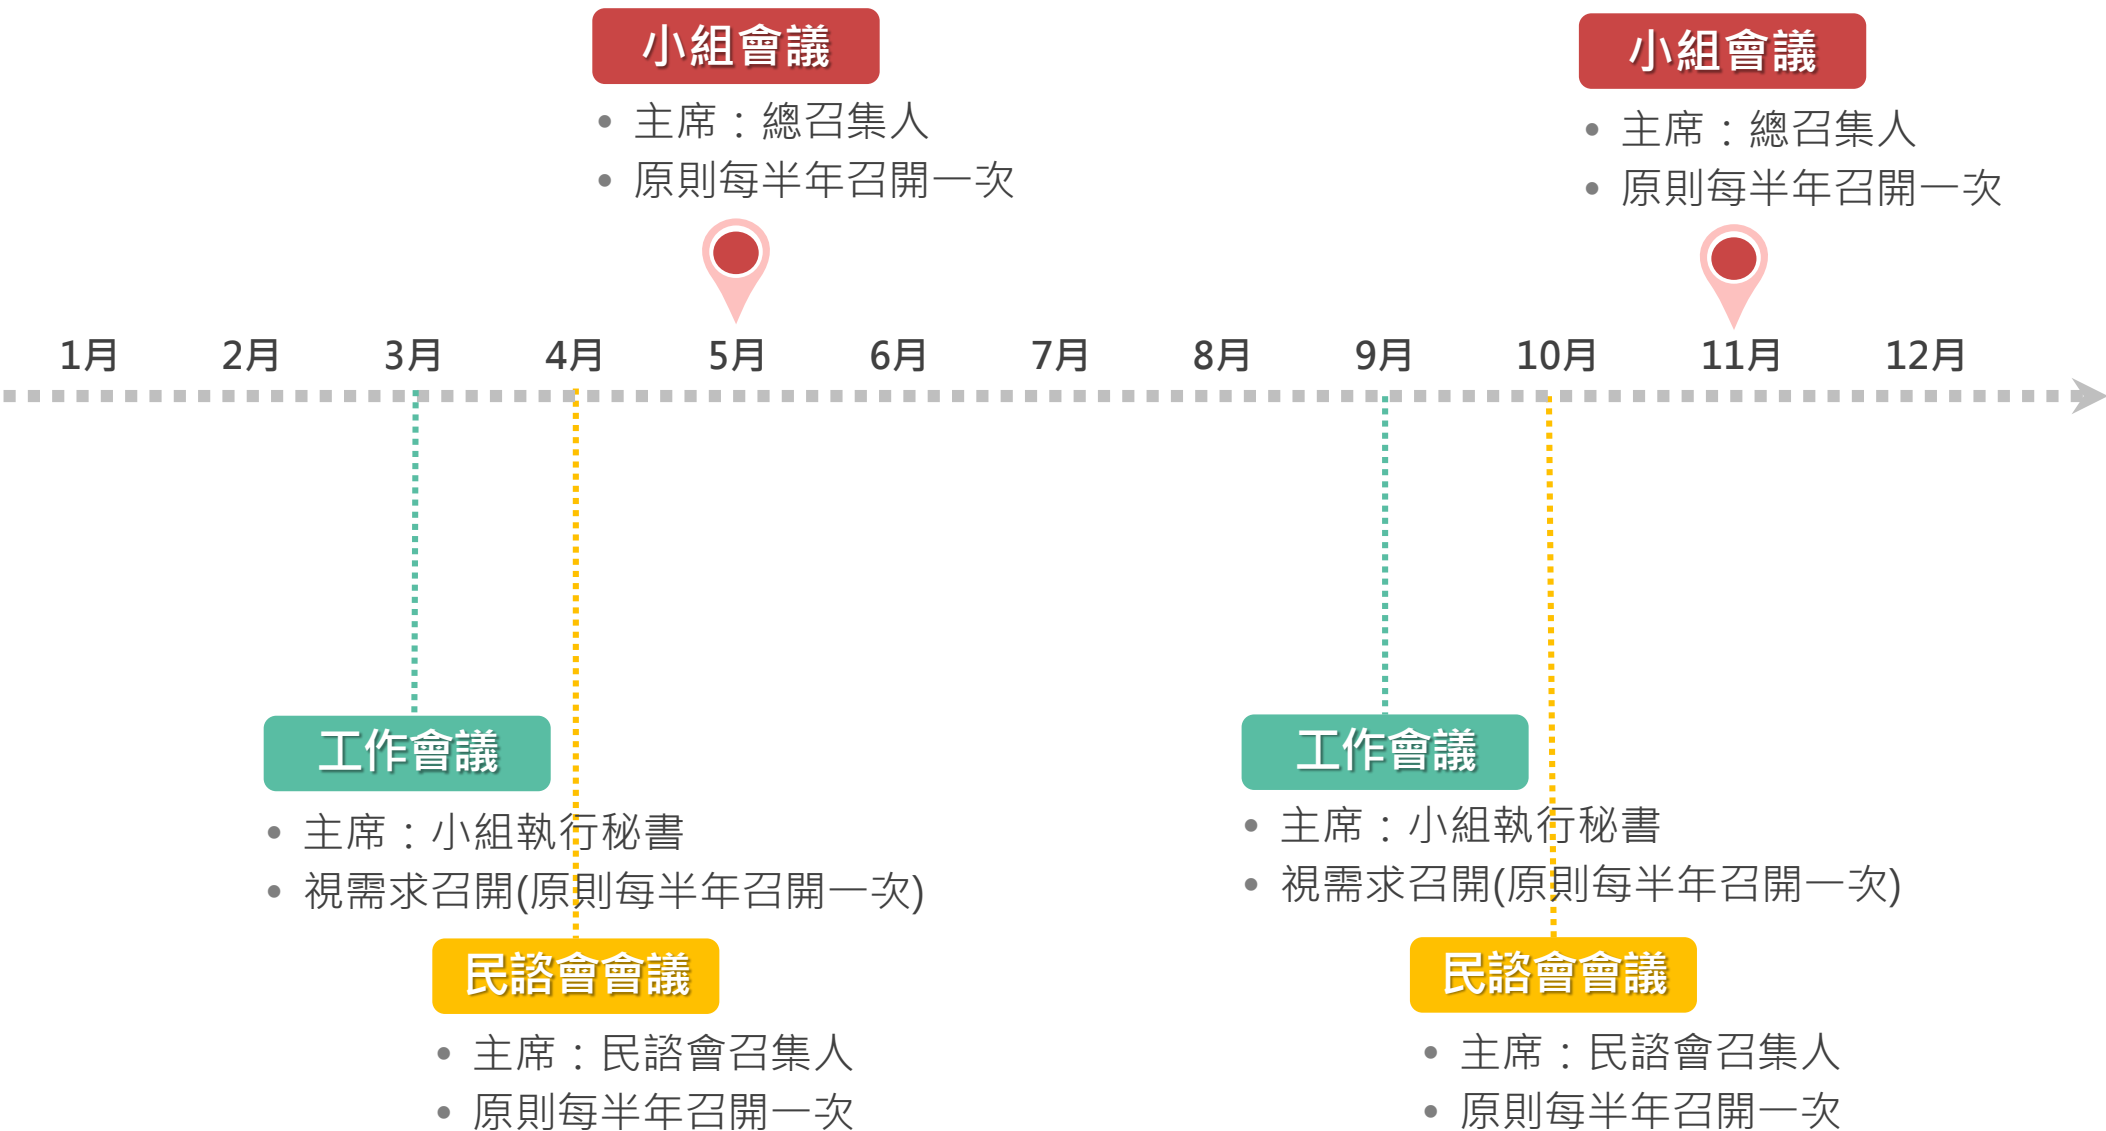 小組會議
• 主席：總召集人
• 原則每半年召開一次
小組會議
• 主席：總召集人
• 原則每半年召開一次
1月 2月 3月 4月 5月 6月 7月 8月 9月 10月 11月 12月
工作會議
• 主席：小組執行秘書
• 視需求召開(原則每半年召開一次)
工作會議
• 主席：小組執行秘書
• 視需求召開(原則每半年召開一次)
民諮會會議
• 主席：民諮會召集人
• 原則每半年召開一次
民諮會會議
• 主席：民諮會召集人
• 原則每半年召開一次